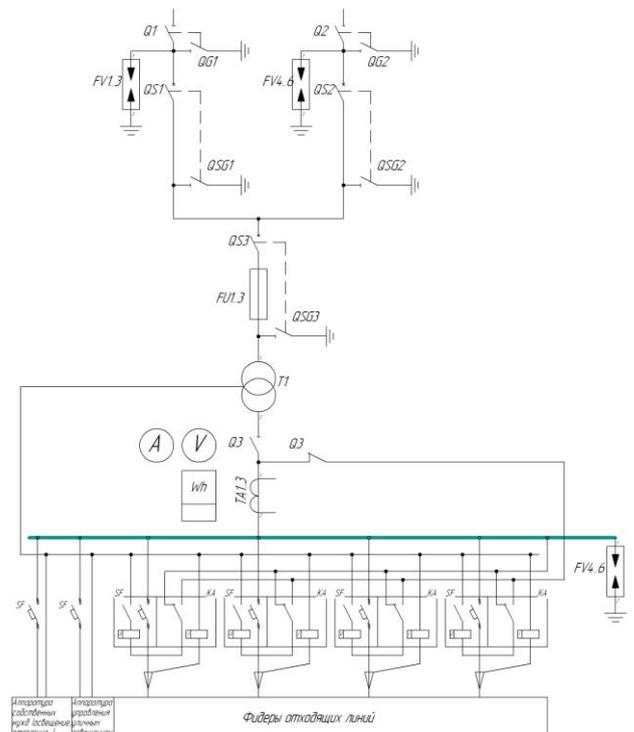 Q1
Q2
QG1
QG2
FV1.3
QS1
FV4.6
QS2
QSG1
QSG2
QS3
FU1.3
QSG3
T1
A
V
Q3
Q3
Wh
TA1.3
FV4.6
SF
SF
SF
KA
SF
KA
SF
KA
SF
KA
Аппаратура
собственных
нужд (освещение
Аппаратура
управления
уличным
Фидеры отходящих линий